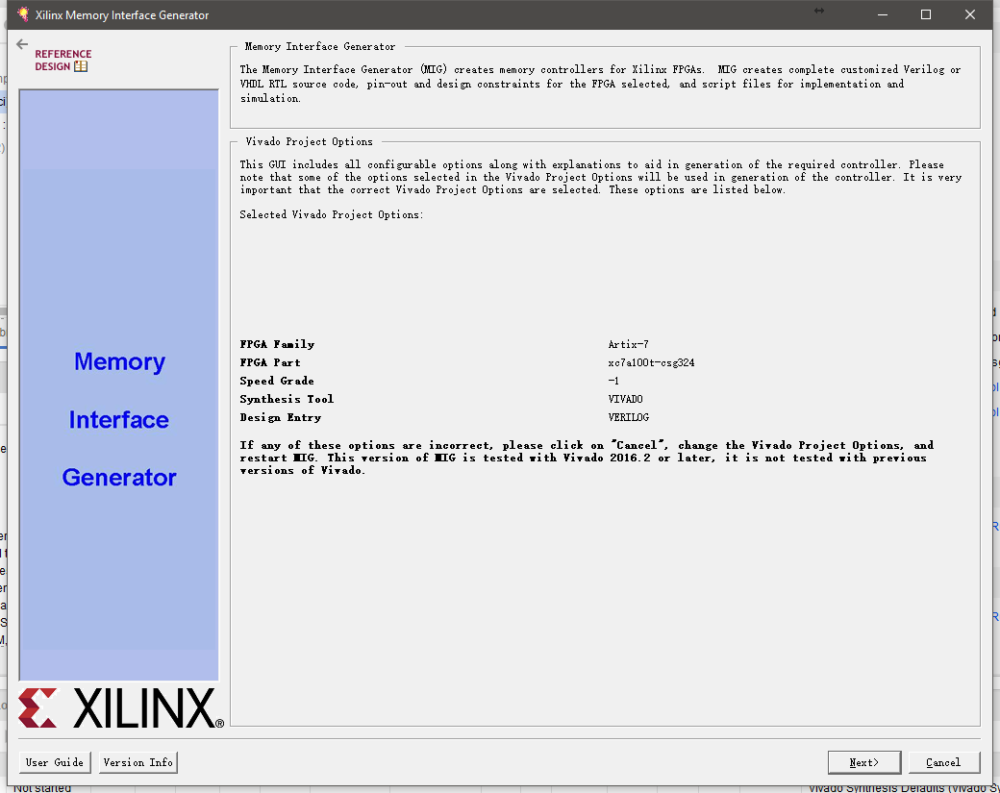 Xilinx Memory Interface Generator
REFERENCE
DESIGN
Memory
Interface
Generator
XILINX®
Memory Interface Generator
The Memory Interface Generator (MIG) creates memory controllers for Xilinx FPGAs. MIG creates complete customized Verilog or
VHDL RTL source code, pin-out and design constraints for the FPGA selected, and script files for implementation and
simulation.
Vivado Project Options
This GUI includes all configurable options along with explanations to aid in generation of the required controller. Please
note that some of the options selected in the Vivado Project Options will be used in generation of the controller. It is very
important that the correct Vivado Project Options are selected. These options are listed below.
Selected Vivado Project Options:
FPGA Family Artix-7
FPGA Part xc7a100t-csg324
Speed Grade -1
Synthesis Tool VIVADO
Design Entry VERILOG
If any of these options are incorrect, please click on "Cancel", change the Vivado Project Options, and
restart MIG. This version of MIG is tested with Vivado 2016.2 or later, it is not tested with previous
versions of Vivado.
User Guide Version Info Next> Cancel
Not started Vivado Synthesis Defaults (Vivado Sy